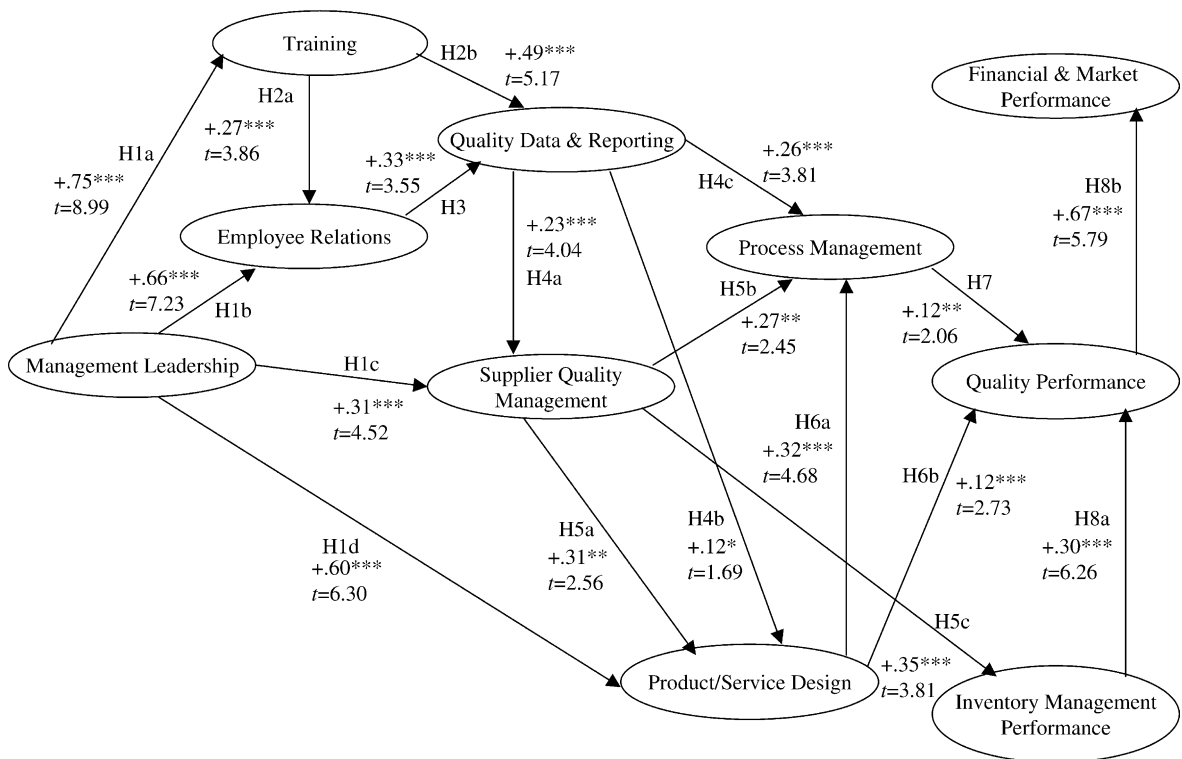 Training
H2b
+.49***
t=5.17
Financial & Market
Performance
H2a
+.27***
t=3.86
Quality Data & Reporting
H1a
+.75***
t=8.99
+.33***
t=3.55
H3
+.26***
t=3.81
H4c
H8b
+.67***
t=5.79
Employee Relations
+.23***
t=4.04
H4a
Process Management
+.66***
t=7.23
H1b
H5b
+.27**
t=2.45
H7
+.12**
t=2.06
Management Leadership
H1c
+.31***
t=4.52
Supplier Quality
Management
Quality Performance
H6a
+.32***
t=4.68
H6b
+.12***
t=2.73
H1d
+.60***
t=6.30
H5a
+.31**
t=2.56
H4b
+.12*
t=1.69
H8a
+.30***
t=6.26
H5c
+.35***
t=3.81
Product/Service Design
Inventory Management
Performance